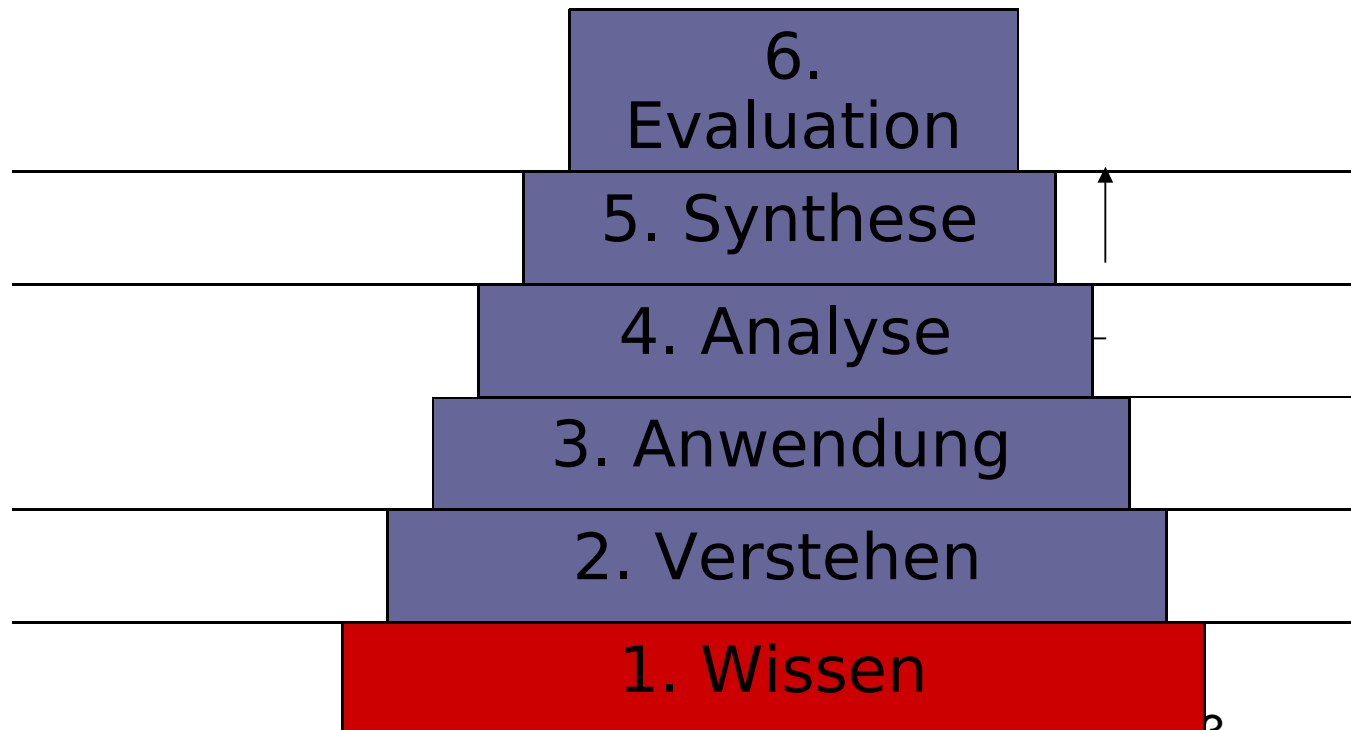 6.
Evaluation
5. Synthese
4. Analyse
3. Anwendung
2. Verstehen
1. Wissen